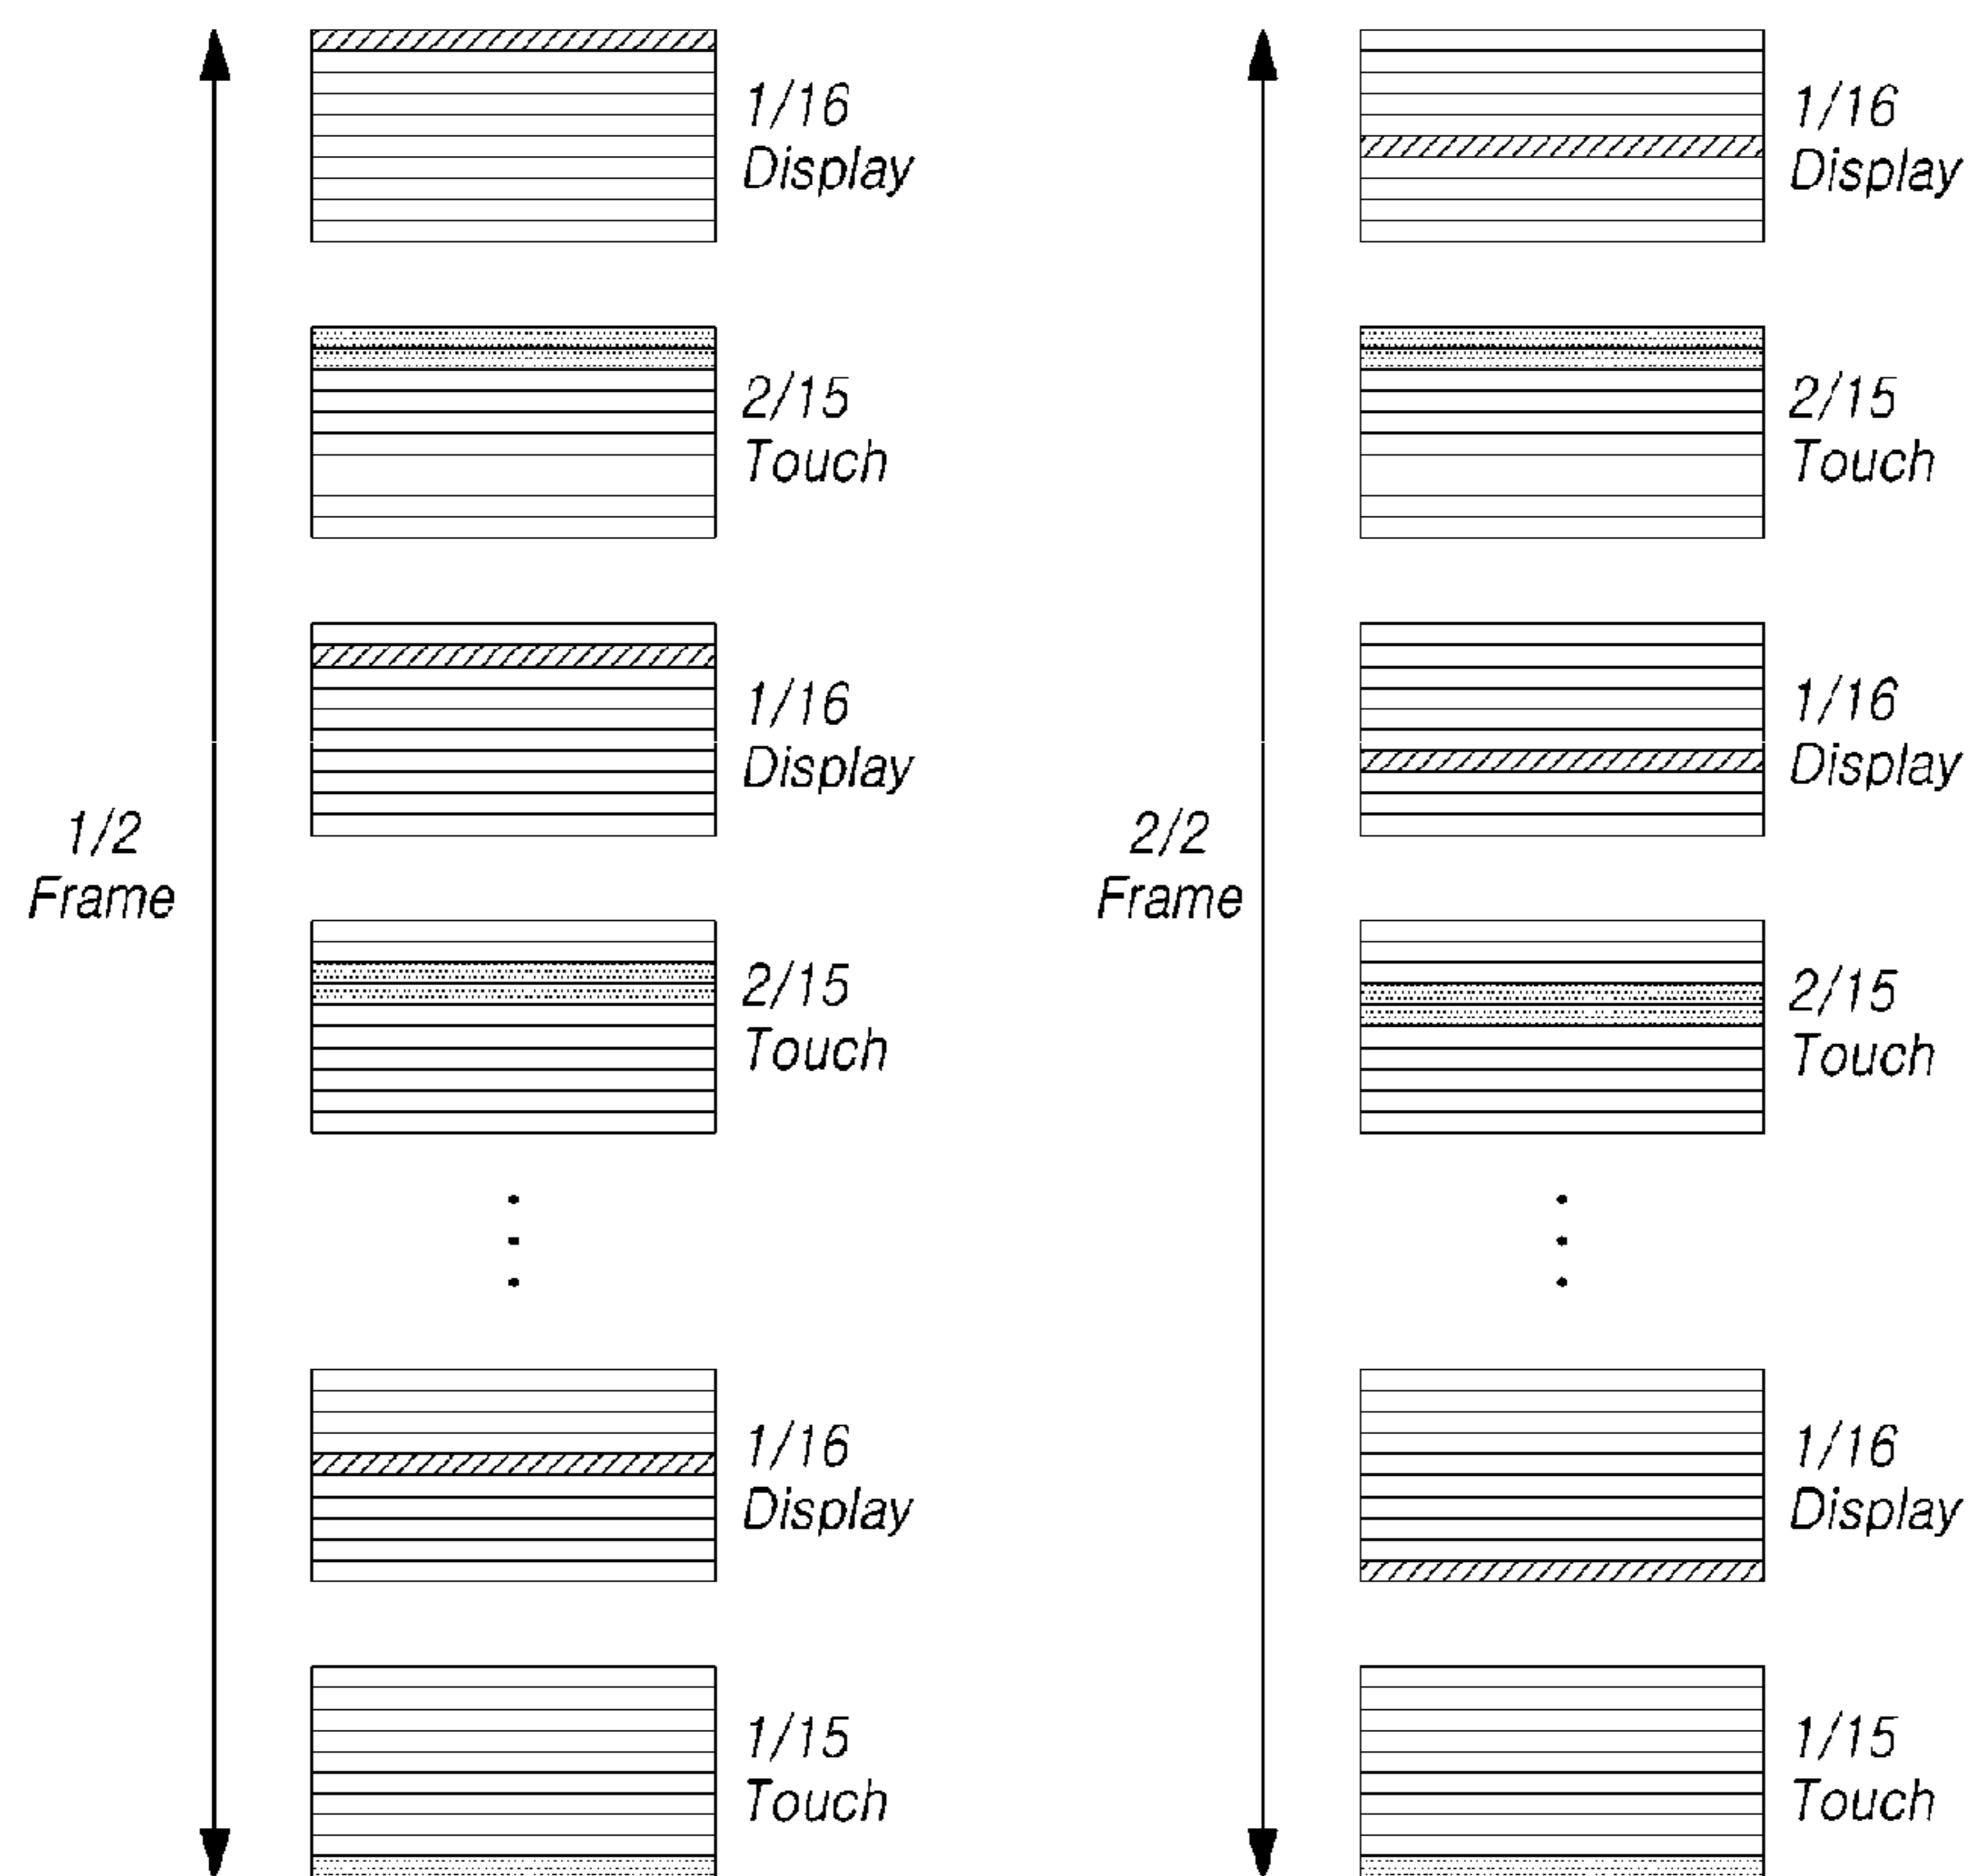 1/2
Frame
1/16
Display
2/15
Touch
1/16
Display
2/15
Touch
1/16
Display
1/15
Touch
2/2
Frame
1/16
Display
2/15
Touch
1/16
Display
2/15
Touch
1/16
Display
1/15
Touch